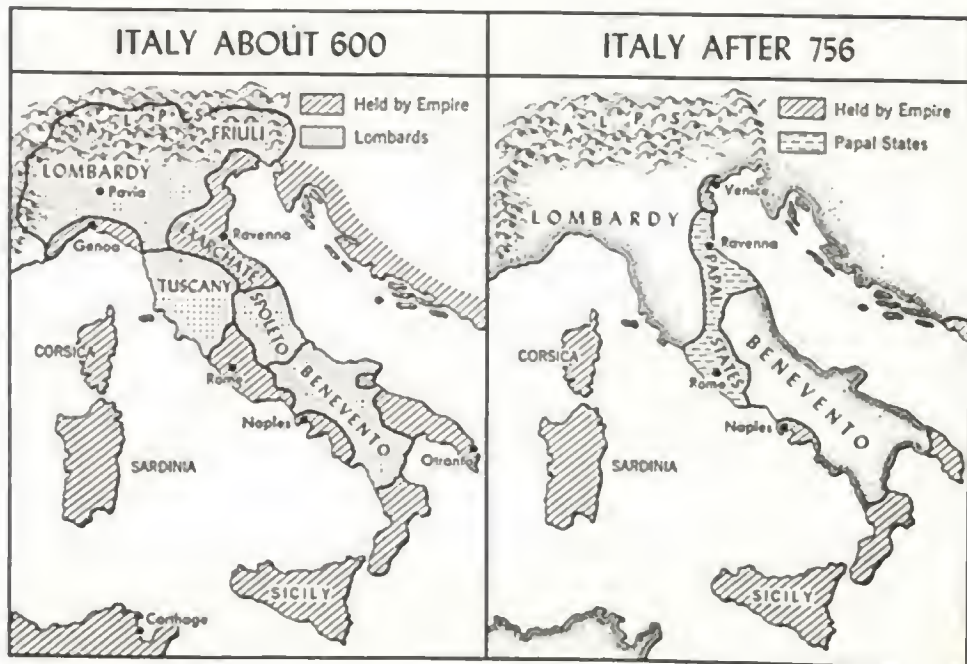 ITALY ABOUT 600
Held by Empire
Lombards
ALPS
FRIULI
LOMBARDY
Pavia
Genoa
Ravenna
EXARCHATE
TUSCANY
SPOLETO
CORSICA
Rome
BENEVENTO
Naples
Otranto
SARDINIA
SICILY
Carthage
ITALY AFTER 756
Held by Empire
Papal States
ALPS
Venice
LOMBARDY
Ravenna
PAPAL
STATES
CORSICA
Rome
BENEVENTO
Naples
SARDINIA
SICILY